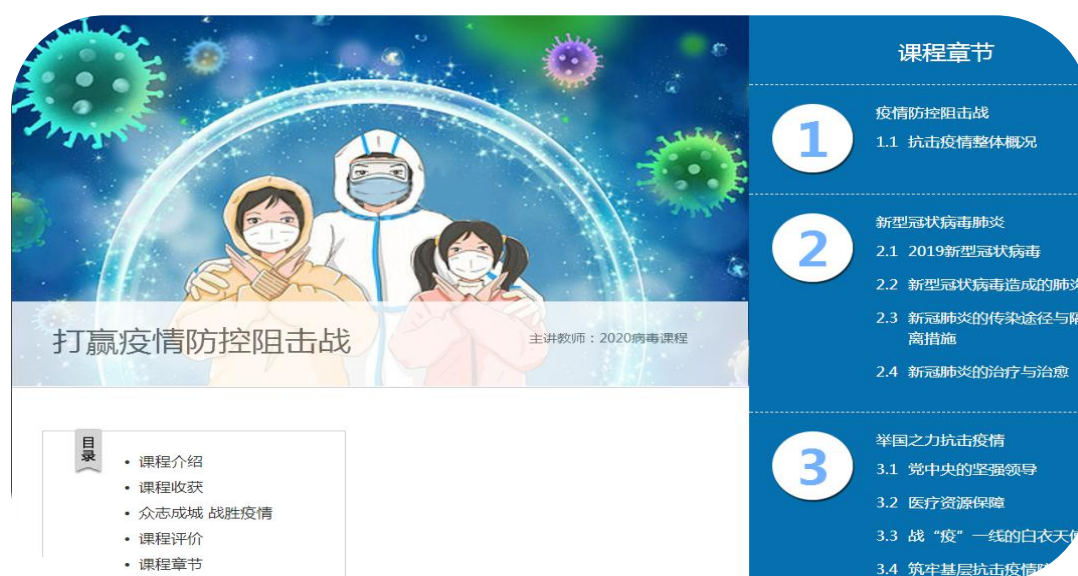 打赢疫情防控阻击战
主讲教师：2020病毒课程
目录
• 课程介绍
• 课程收获
• 众志成城 战胜疫情
• 课程评价
• 课程章节
课程章节
1
疫情防控阻击战
1.1 抗击疫情整体概况
2
新型冠状病毒肺炎
2.1 2019新型冠状病毒
2.2 新型冠状病毒造成的肺炎
2.3 新冠肺炎的传染途径与隔
离措施
2.4 新冠肺炎的治疗与治愈
3
举国之力抗击疫情
3.1 党中央的坚强领导
3.2 医疗资源保障
3.3 战“疫”一线的白衣天
3.4 筑牢基层抗击疫情